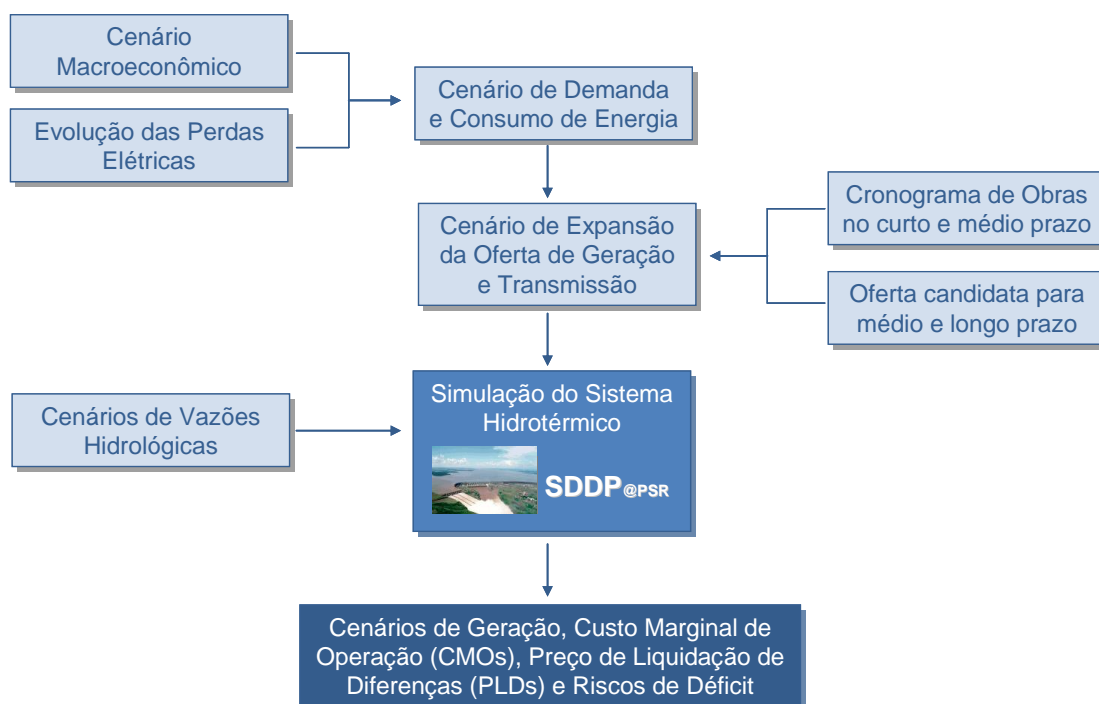 Cenário
Macroeconômico
Evolução das Perdas
Elétricas
Cenário de Demanda
e Consumo de Energia
Cenário de Expansão
da Oferta de Geração
e Transmissão
Cronograma de Obras
no curto e médio prazo
Oferta candidata para
médio e longo prazo
Cenários de Vazões
Hidrológicas
Simulação do Sistema
Hidrotérmico
SDDP@PSR
Cenários de Geração, Custo Marginal de
Operação (CMOs), Preço de Liquidação de
Diferenças (PLDs) e Riscos de Déficit